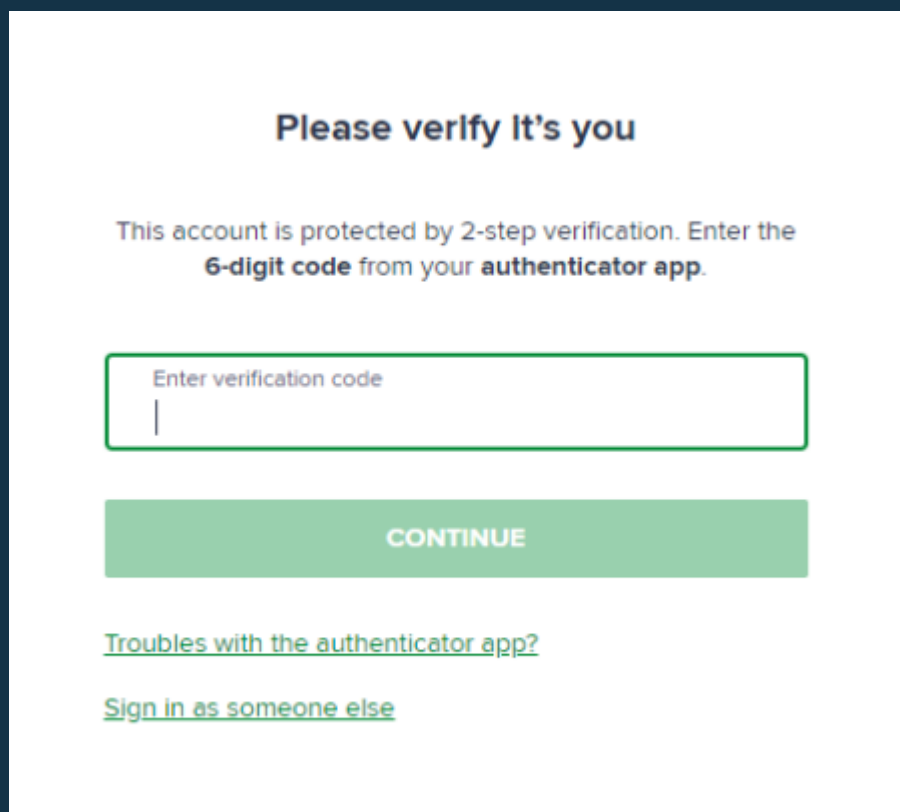 Please verify it's you
This account is protected by 2-step verification. Enter the
6-digit code from your authenticator app.
Enter verification code
CONTINUE
Troubles with the authenticator app?
Sign in as someone else